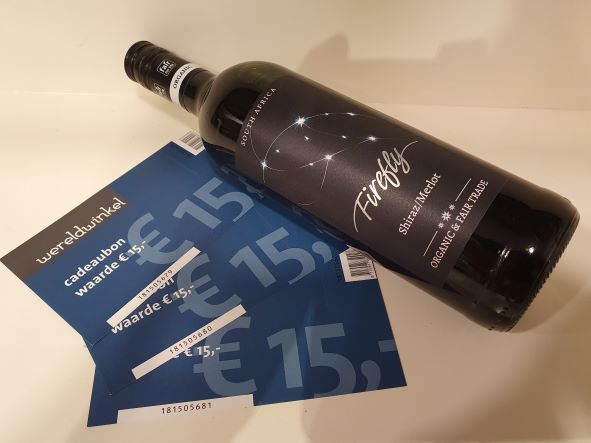 fair
ORGANIC
SOUTH AFRICA
Firefly
Shiraz/Merlot
ORGANIC & FAIR TRADE
wereldwinkel
cadeaubon
waarde € 15,-
€ 15,-
181505679
waarde € 15,-
€ 15,-
181505680
€ 15,-
€ 15,-
181505681